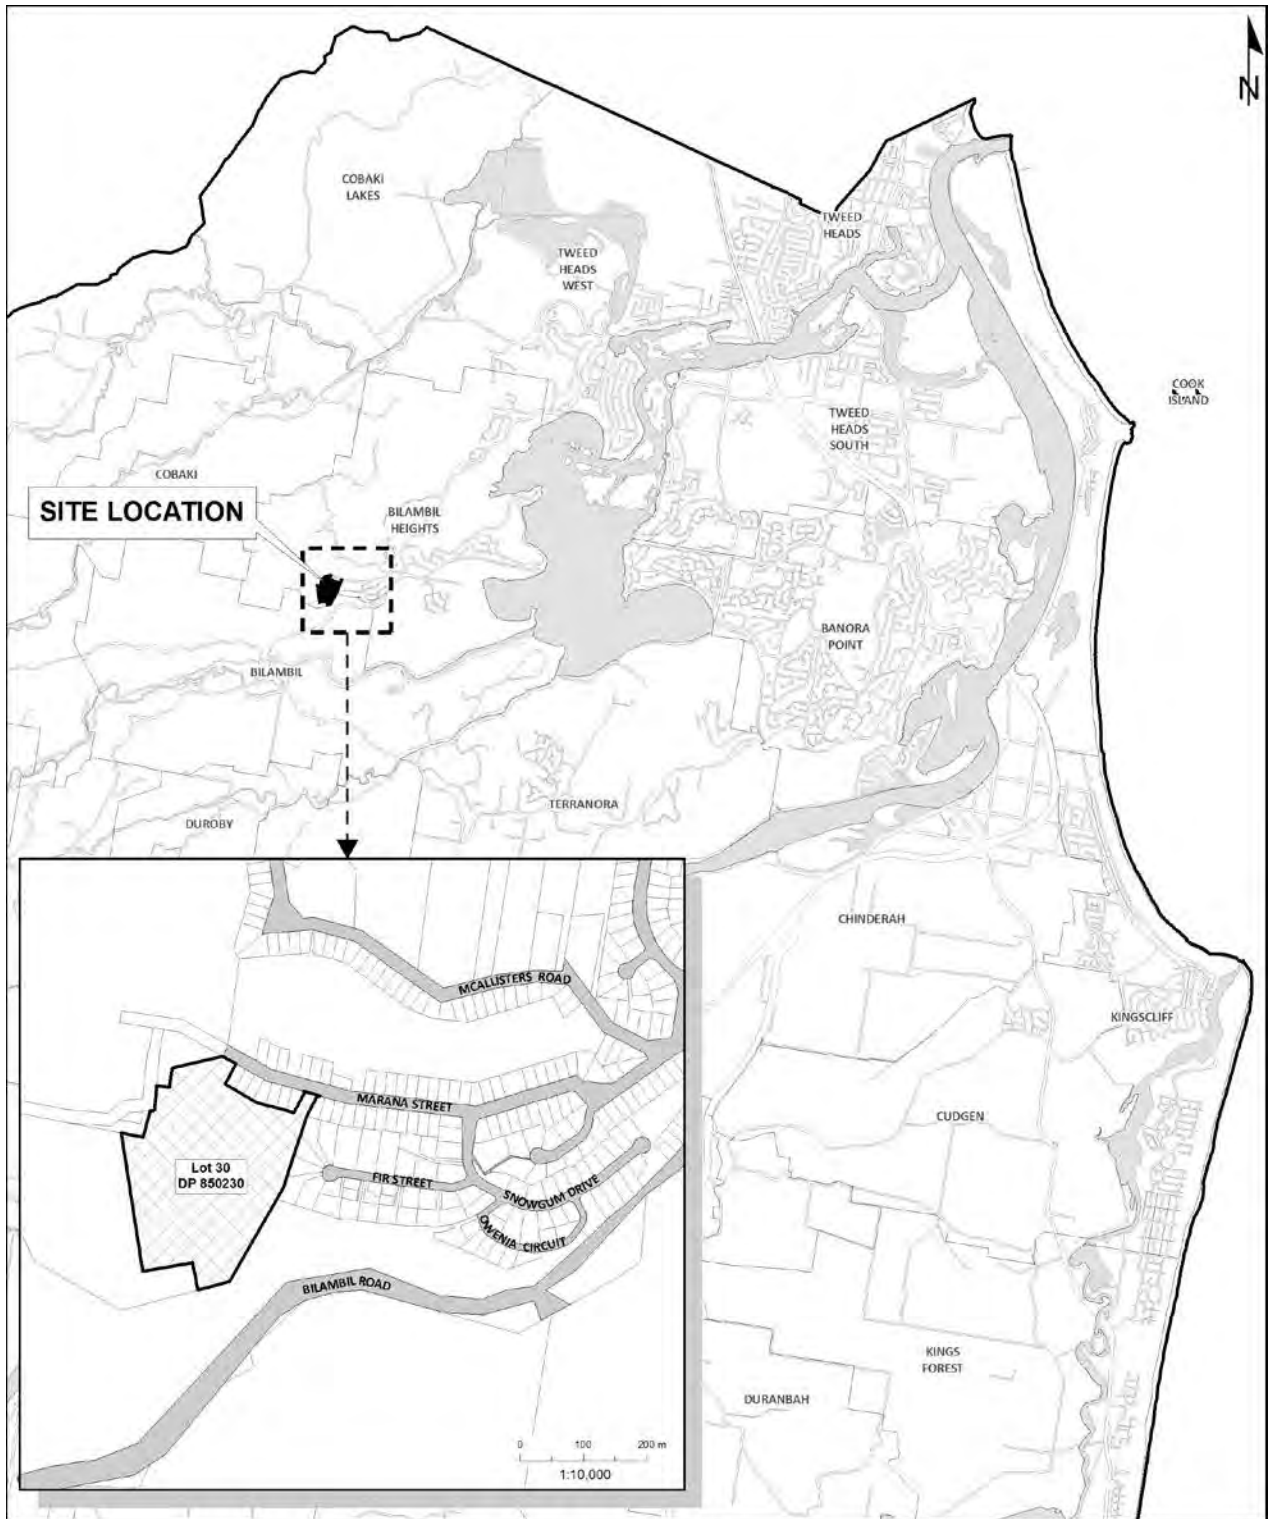 N
COBAKI
LAKES
TWEED
HEADS
TWEED
HEADS
WEST
COOK
ISLAND
TWEED
HEADS
SOUTH
COBAKI
SITE LOCATION
BILAMBIL
HEIGHTS
BANORA
POINT
BILAMBIL
TERRANORA
DUROBY
CHINDERAH
MCALLISTERS ROAD
KINGSCLIFF
MARANA STREET
CUDGEN
Lot 30
DP 850230
FIR STREET
SNOWGUM DRIVE
OWENIA CIRCUIT
BILAMBIL ROAD
KINGS
FOREST
DURANBAH
0 100 200 m
1:10,000